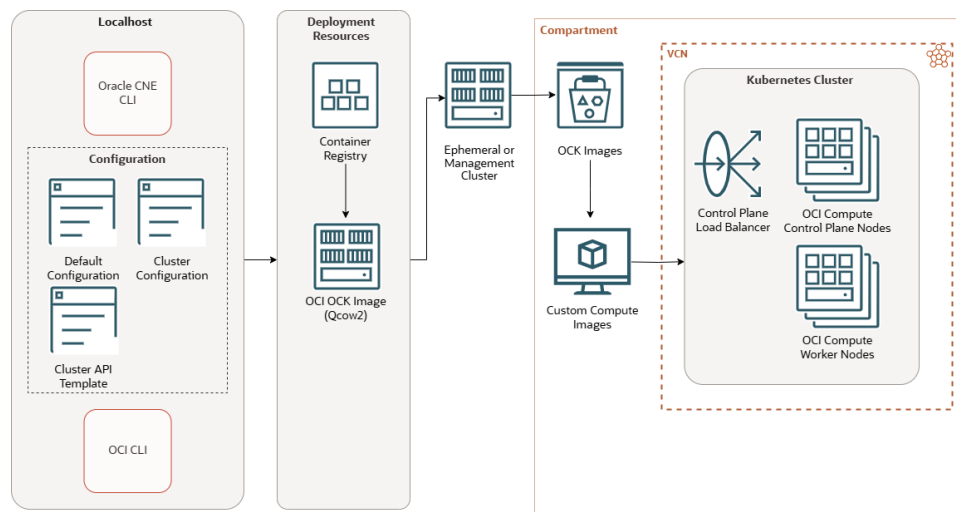 Localhost
Oracle CNE
CLI
Configuration
Default
Configuration
Cluster
Configuration
Cluster API
Template
OCI CLI
Deployment
Resources
Container
Registry
OCI OCK Image
(Qcow2)
Ephemeral or
Management
Cluster
Compartment
OCK Images
Custom Compute
Images
VCN
Kubernetes Cluster
Control Plane
Load Balancer
OCI Compute
Control Plane Nodes
OCI Compute
Worker Nodes